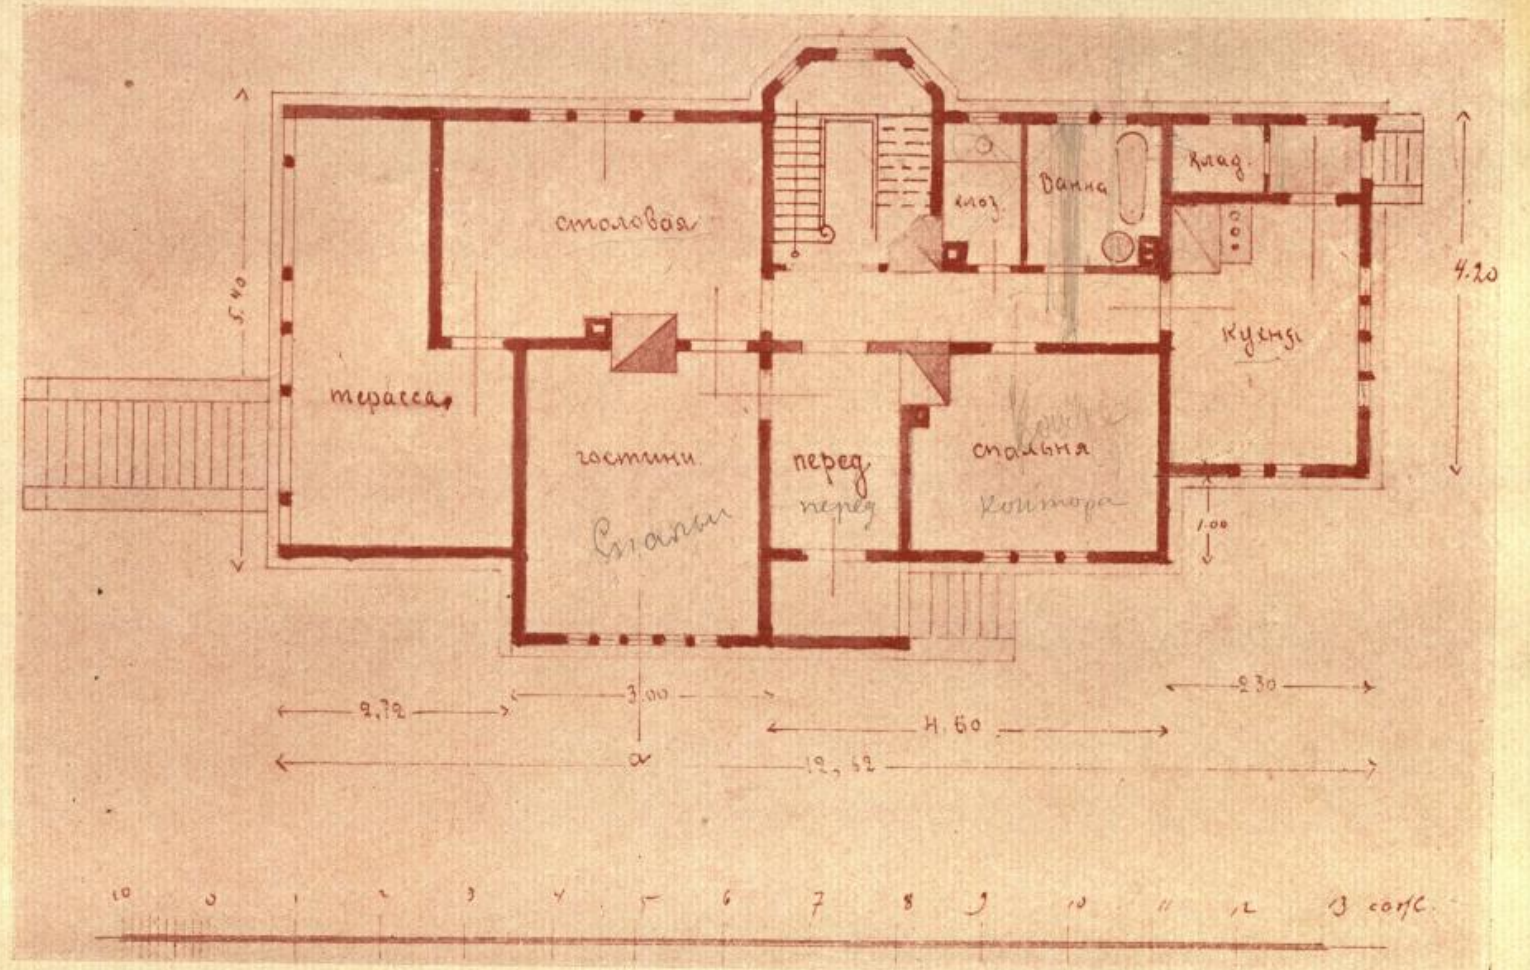 клад.
Ванна
клоз.
столовая
5.40
4.20
кухня
терасса
гостини.
перед
спальня
перед
контора
Спальн
1.00
2,72
3.00
4.60
2 30
а
12,62
10 0 1 2 3 4 5 6 7 8 9 10 11 12 13 саж.